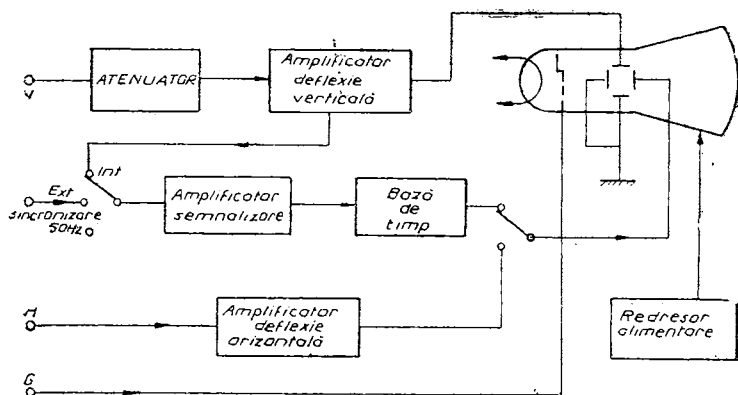 V
ATENUATOR
Amplificator
deflexie
verticală
Int
Ext
sincronizare
50Hz
Amplificator
semnalizare
Bază
de
timp
H
Amplificator
deflexie
orizontală
Redresor
alimentare
G